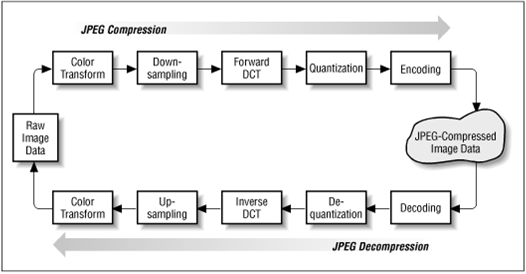 JPEG Compression
Color
Transform
Down-
sampling
Forward
DCT
Quantization
Encoding
Raw
Image
Data
JPEG-Compressed
Image Data
Color
Transform
Up-
sampling
Inverse
DCT
De-
quantization
Decoding
JPEG Decompression